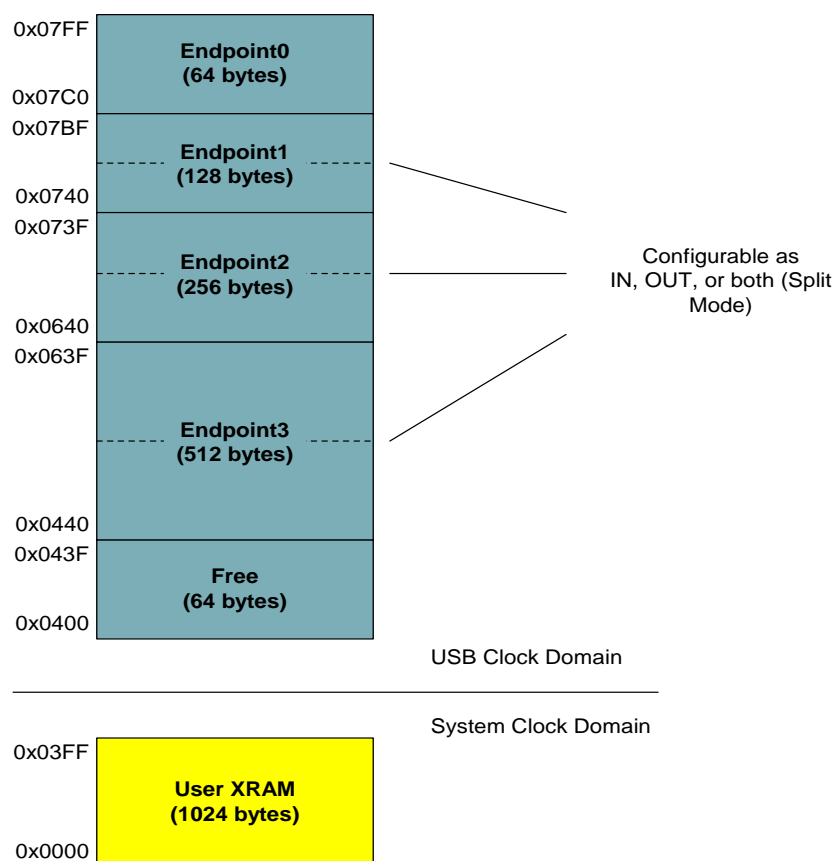 0x07FF
Endpoint0
(64 bytes)
0x07C0
0x07BF
Endpoint1
(128 bytes)
0x0740
0x073F
Endpoint2
(256 bytes)
0x0640
0x063F
Configurable as
IN, OUT, or both (Split
Mode)
Endpoint3
(512 bytes)
0x0440
0x043F
Free
(64 bytes)
0x0400
USB Clock Domain
System Clock Domain
0x03FF
User XRAM
(1024 bytes)
0x0000